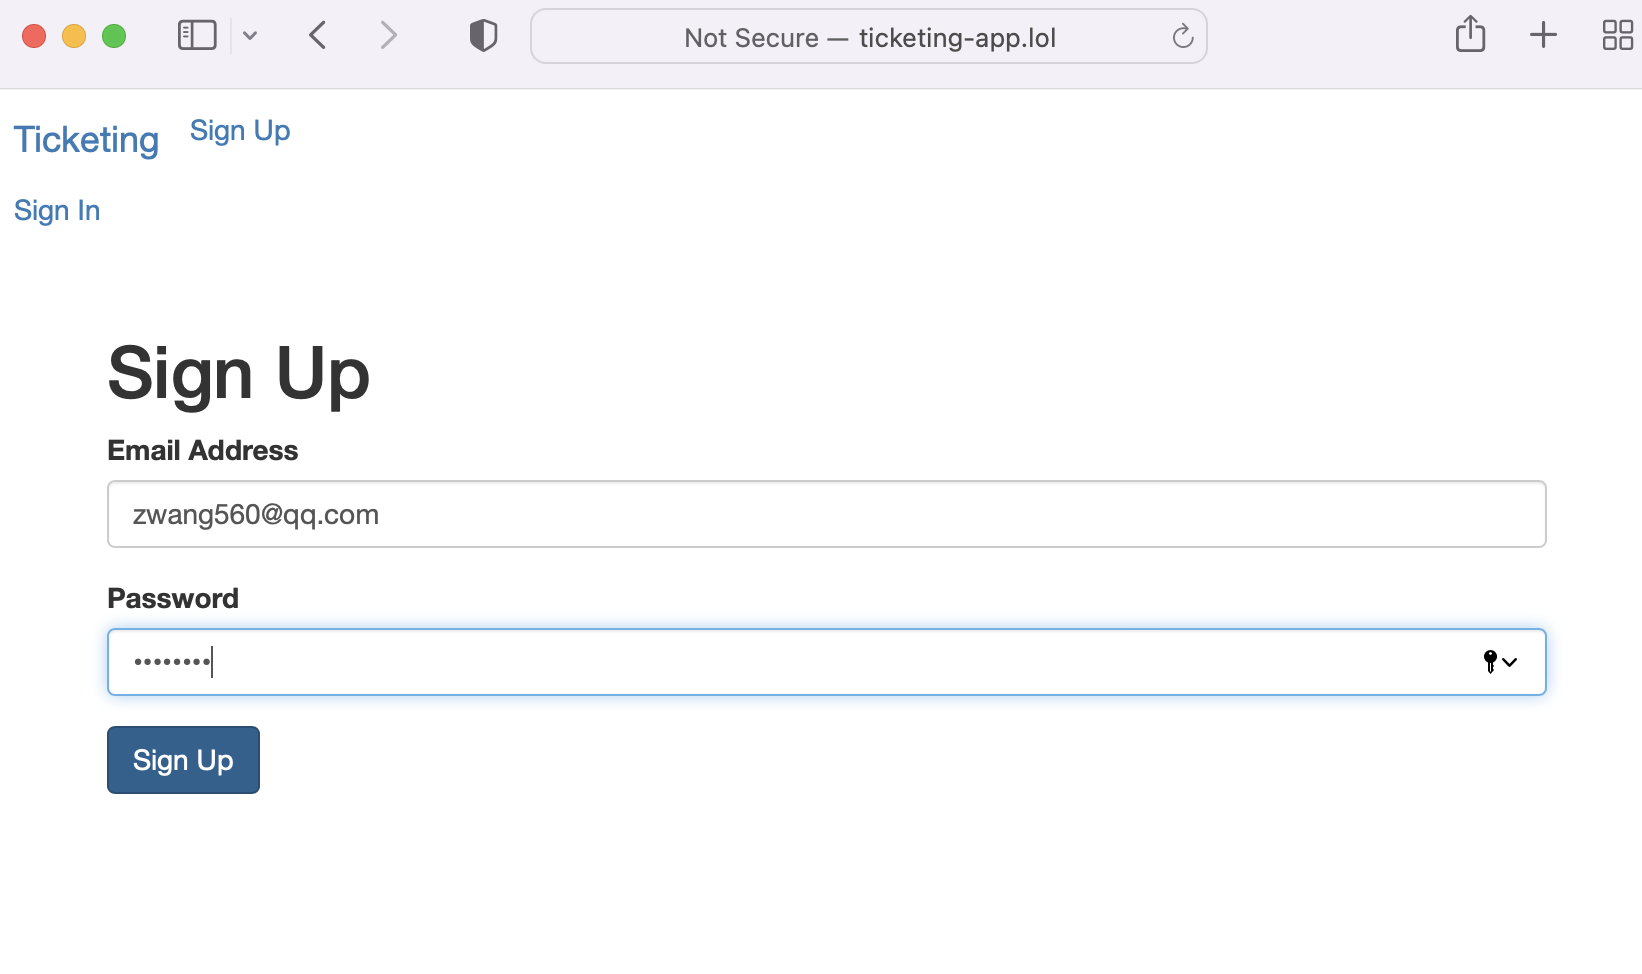 Not Secure — ticketing-app.lol
Ticketing Sign Up
Sign In
Sign Up
Email Address
zwang560@qq.com
Password
••••••••
Sign Up